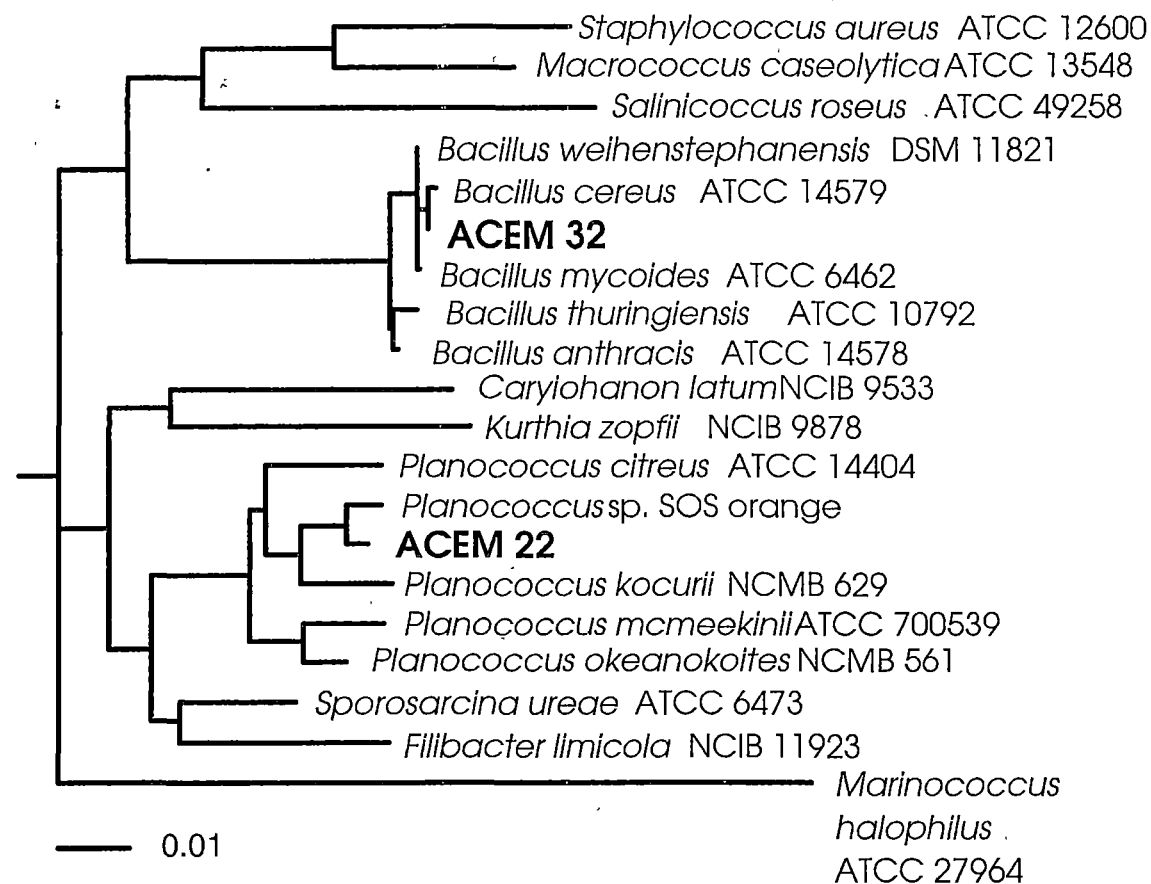 Staphylococcus aureus ATCC 12600
Macrococcus caseolytica ATCC 13548
Salinicoccus roseus ATCC 49258
Bacillus weihenstephanensis DSM 11821
Bacillus cereus ATCC 14579
ACEM 32
Bacillus mycoides ATCC 6462
Bacillus thuringiensis ATCC 10792
Bacillus anthracis ATCC 14578
Caryiohanon latum NCIB 9533
Kurthia zopfii NCIB 9878
Planococcus citreus ATCC 14404
Planococcus sp. SOS orange
ACEM 22
Planococcus kocurii NCMB 629
Planococcus mcmeekinii ATCC 700539
Planococcus okeanokoites NCMB 561
Sporosarcina ureae ATCC 6473
Filibacter limicola NCIB 11923
Marinococcus
halophilus
ATCC 27964
0.01